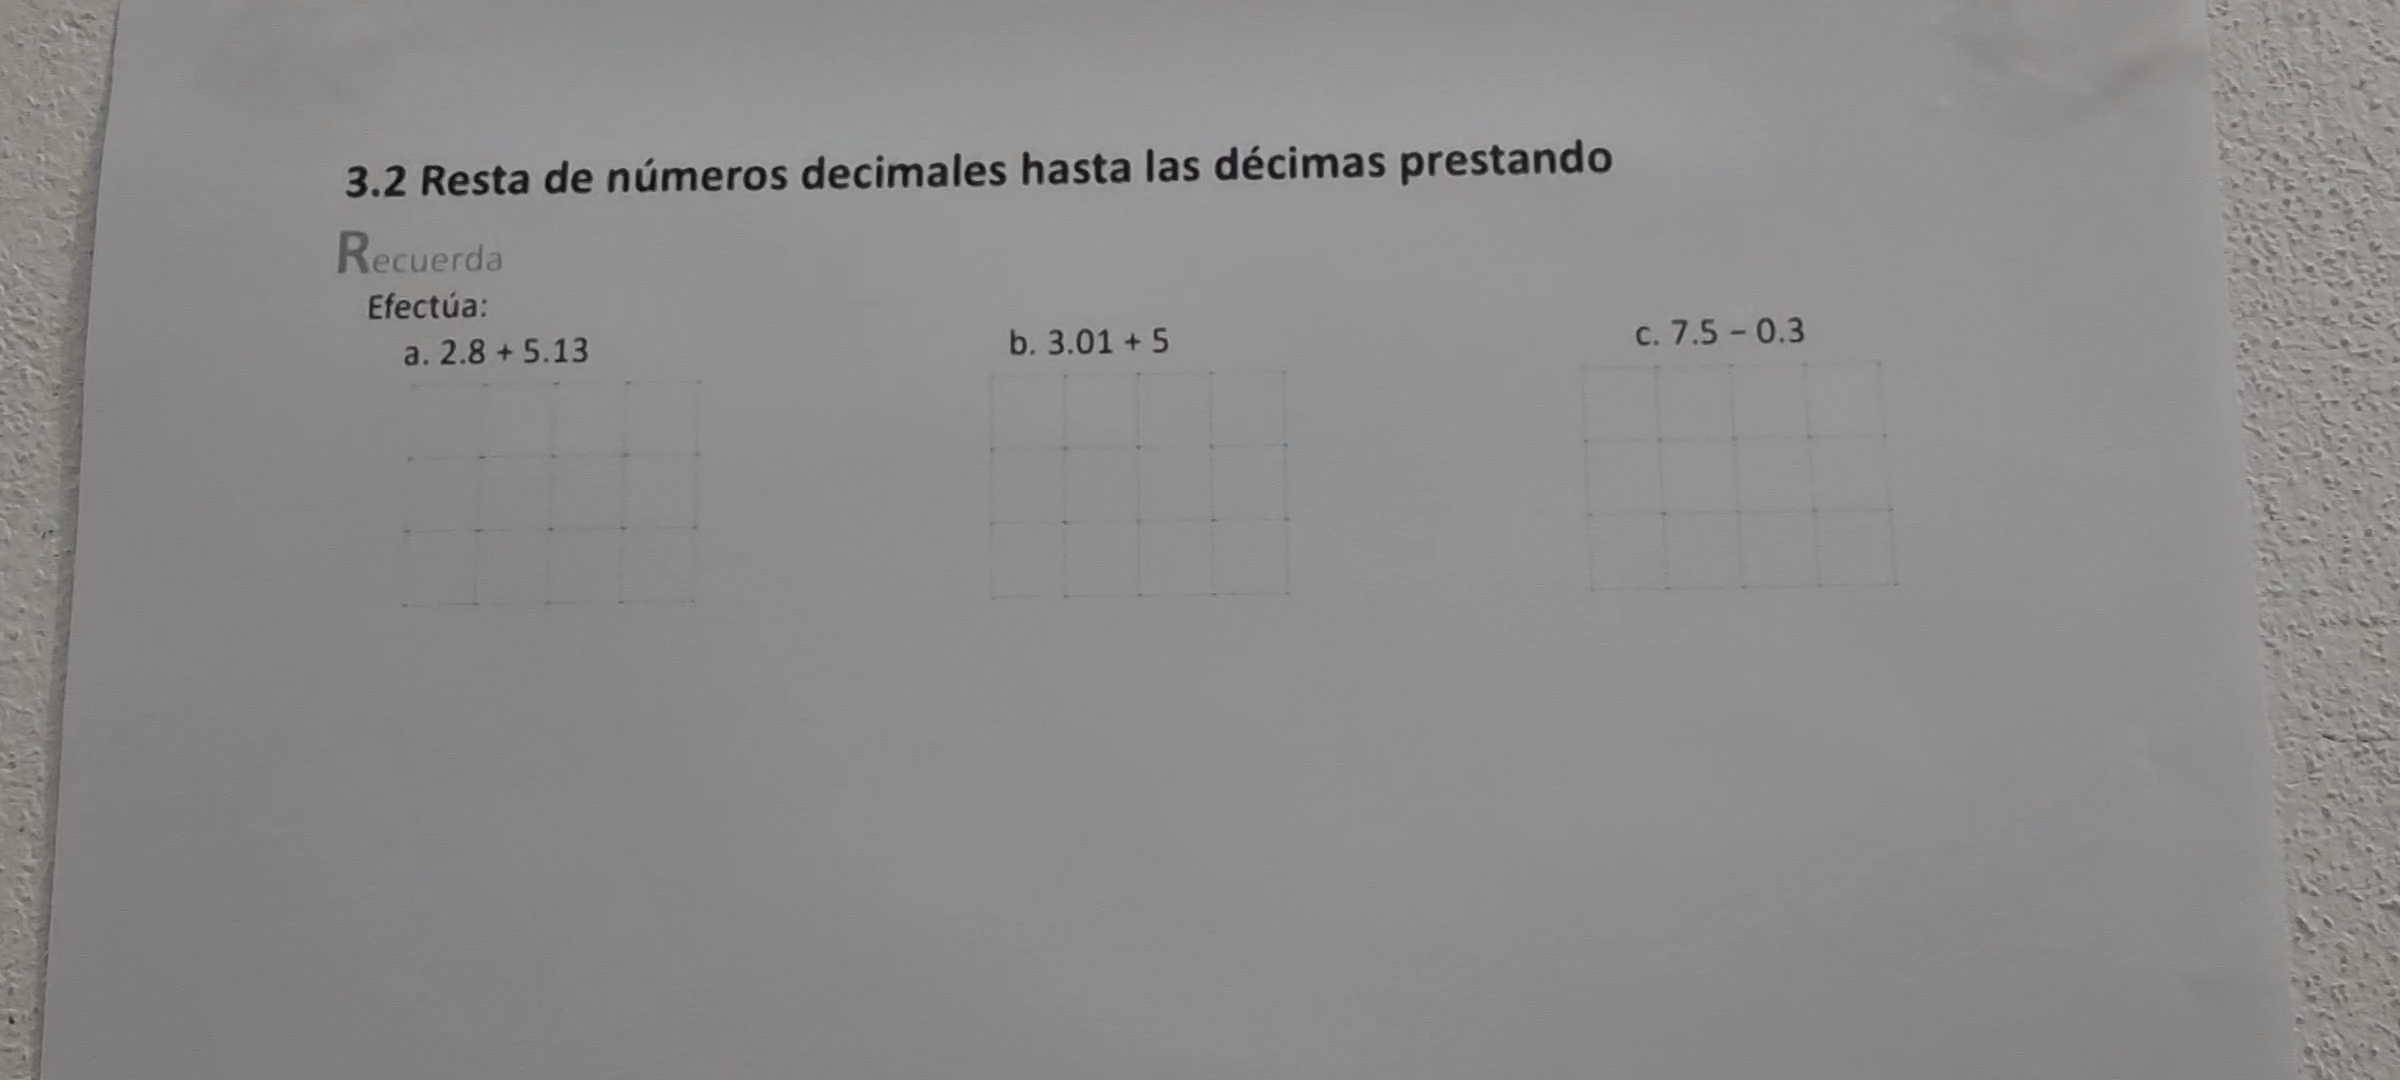 3.2 Resta de números decimales hasta las décimas prestando
Recuerda
Efectúa:
a. 2.8 + 5.13
b. 3.01 + 5
c. 7.5 – 0.3